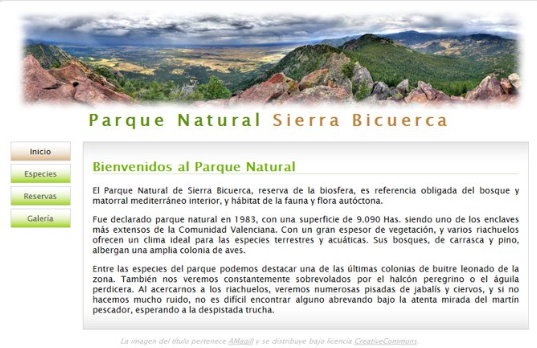 Parque Natural Sierra Bicuerca
Inicio
Especies
Reservas
Galería
Bienvenidos al Parque Natural
El Parque Natural de Sierra Bicuerca, reserva de la biosfera, es referencia obligada del bosque y
matorral mediterráneo interior, y hábitat de la fauna y flora autóctona.
Fue declarado parque natural en 1983, con una superficie de 9.090 Has. siendo uno de los enclaves
más extensos de la Comunidad Valenciana. Con un gran espesor de vegetación, y varios riachuelos
ofrecen un clima ideal para las especies terrestres y acuáticas. Sus bosques, de carrasca y pino,
albergan una amplia colonia de aves.
Entre las especies del parque podemos destacar una de las últimas colonias de buitre leonado de la
zona. También nos veremos constantemente sobrevolados por el halcón peregrino o el águila
perdicera. Al acercarnos a los riachuelos, veremos numerosas pisadas de jabalís y ciervos, y si no
hacemos mucho ruido, no es difícil encontrar alguno abrevando bajo la atenta mirada del martín
pescador, esperando a la despistada trucha.
La imagen del título pertenece AMagill y se distribuye bajo licencia CreativeCommons.